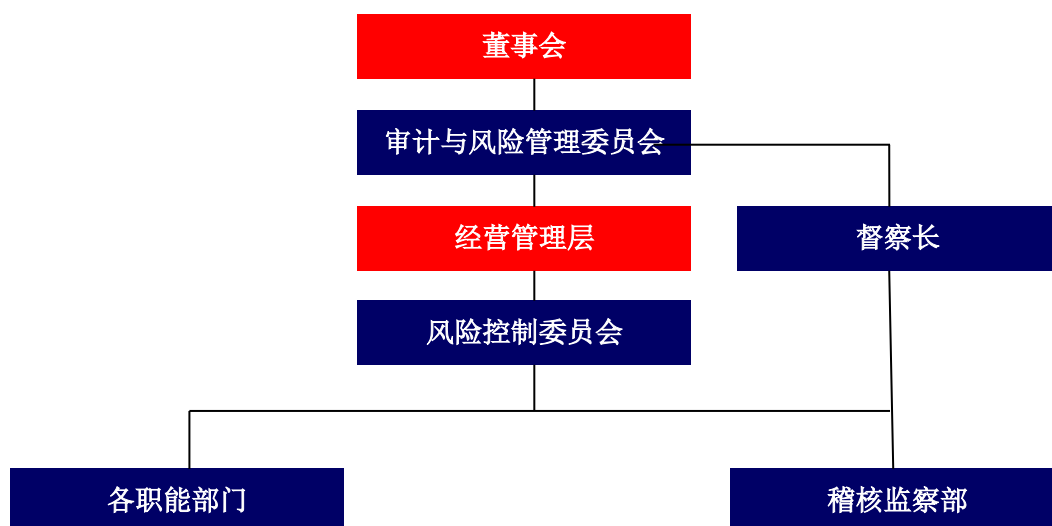 董事会
审计与风险管理委员会
经营管理层
督察长
风险控制委员会
各职能部门
稽核监察部